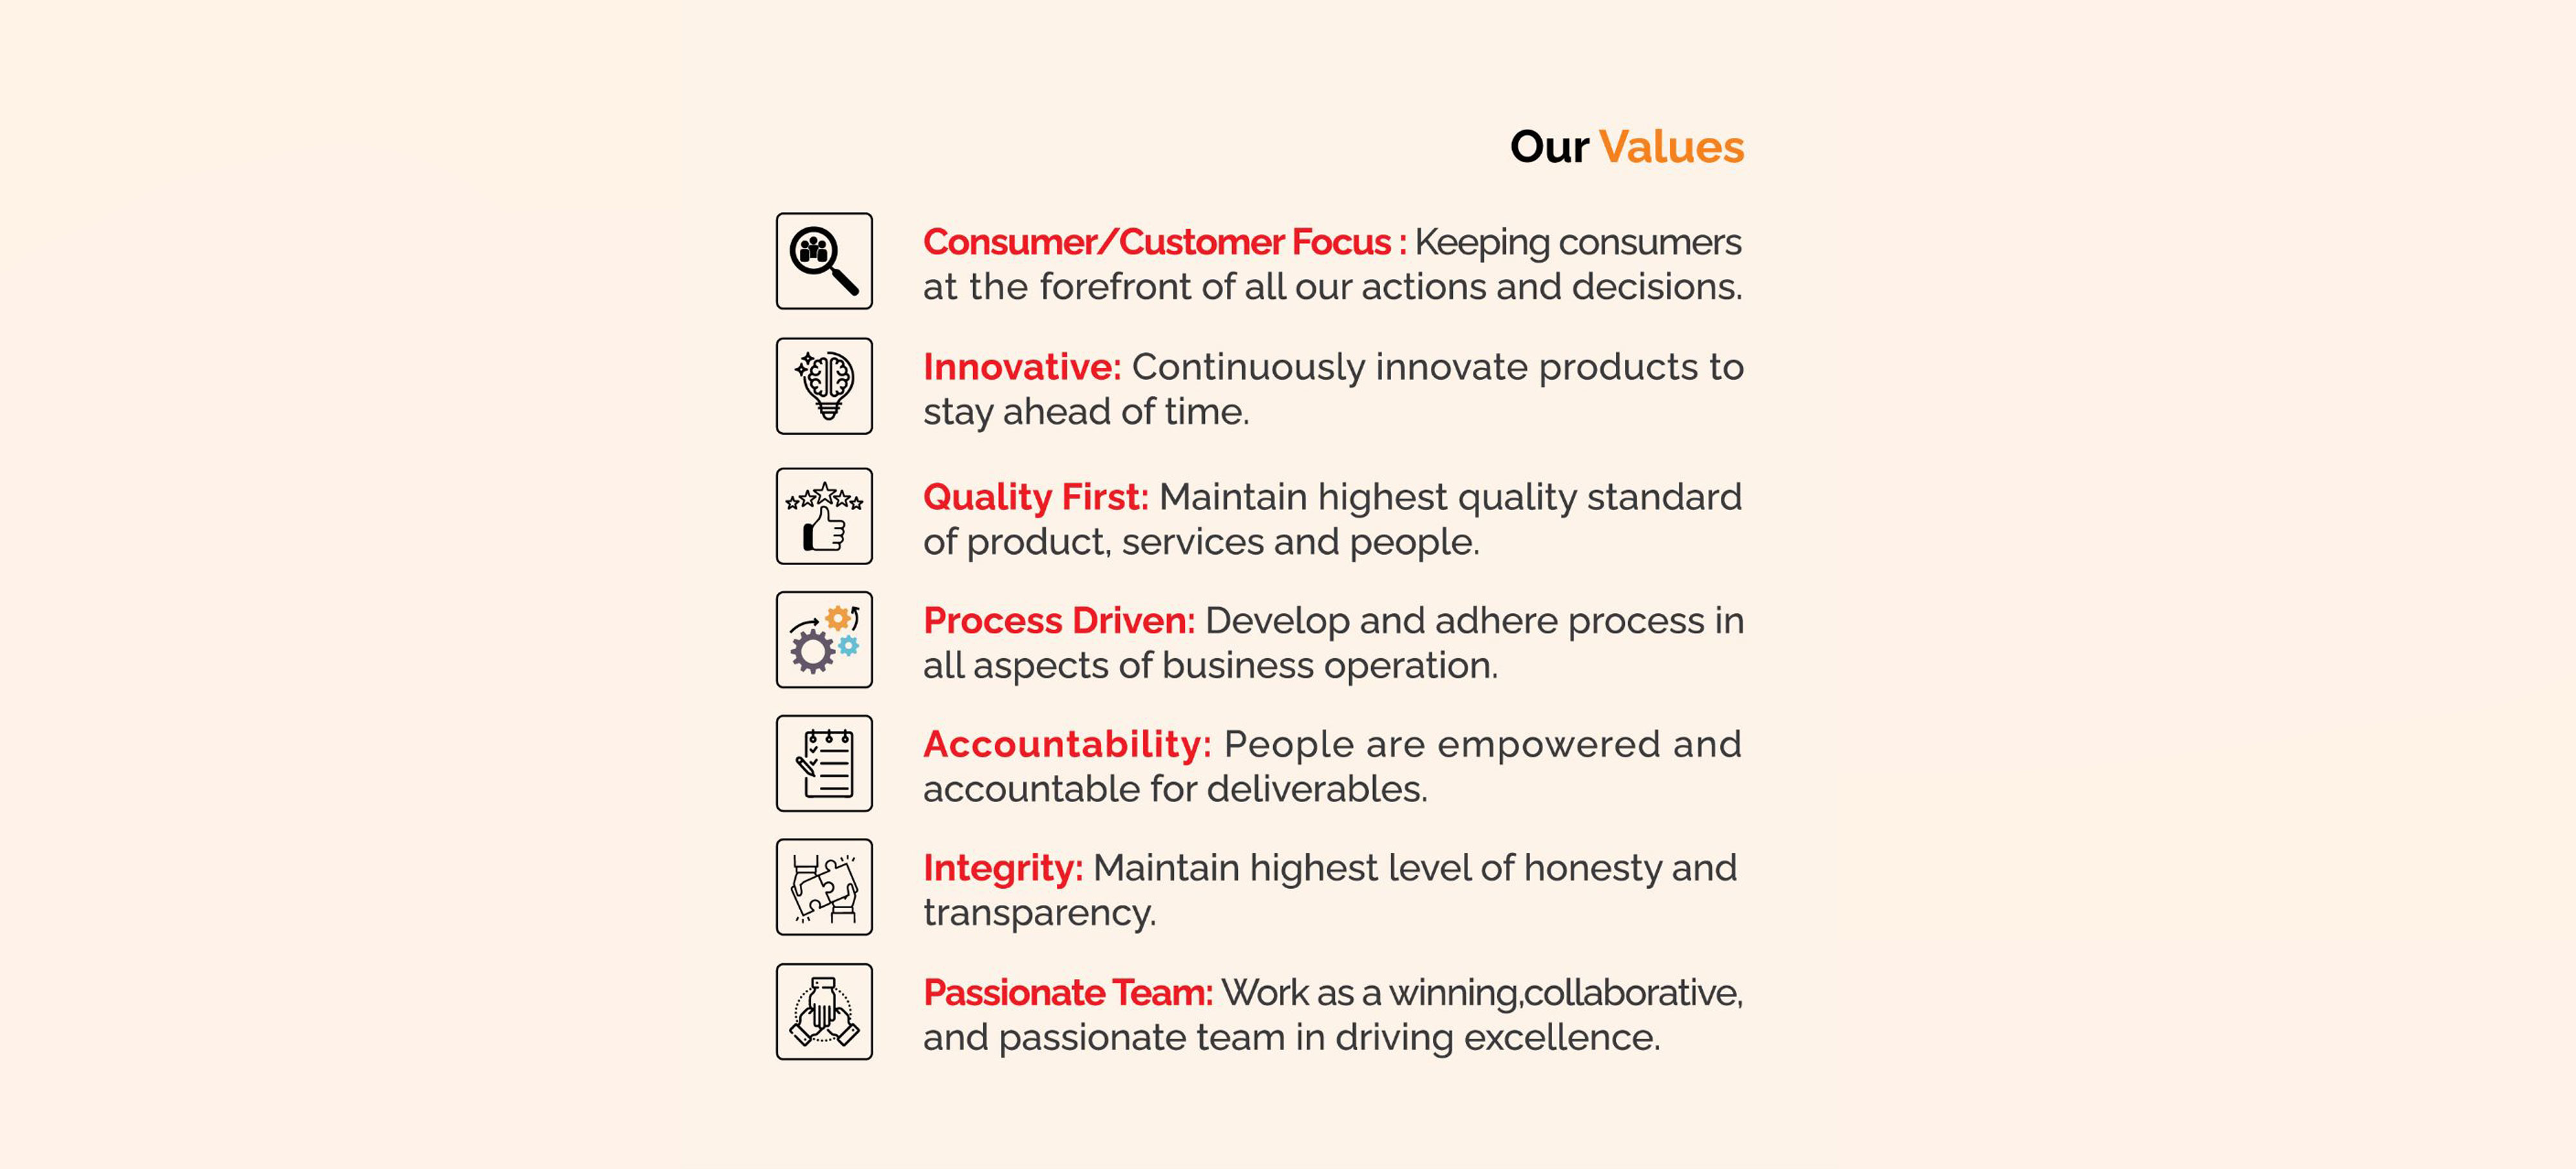 Our Values
Consumer/Customer Focus : Keeping consumers
at the forefront of all our actions and decisions.
Innovative: Continuously innovate products to
stay ahead of time.
Quality First: Maintain highest quality standard
of product, services and people.
Process Driven: Develop and adhere process in
all aspects of business operation.
Accountability: People are empowered and
accountable for deliverables.
Integrity: Maintain highest level of honesty and
transparency.
Passionate Team: Work as a winning,collaborative,
and passionate team in driving excellence.